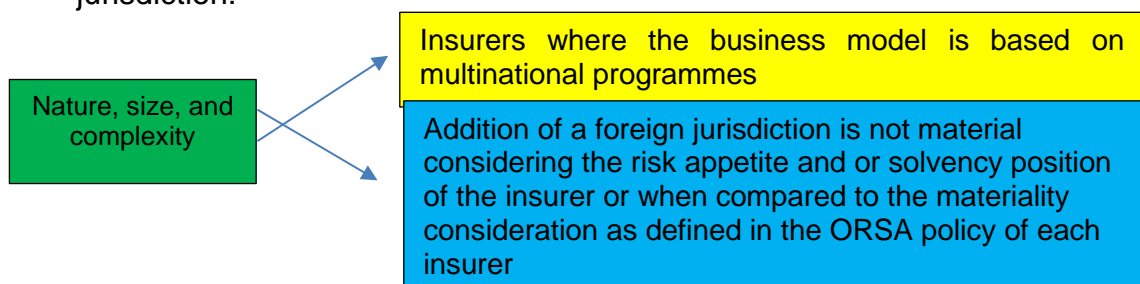 jurisdiction.
Insurers where the business model is based on
multinational programmes
Nature, size, and
complexity
Addition of a foreign jurisdiction is not material
considering the risk appetite and or solvency position
of the insurer or when compared to the materiality
consideration as defined in the ORSA policy of each
insurer